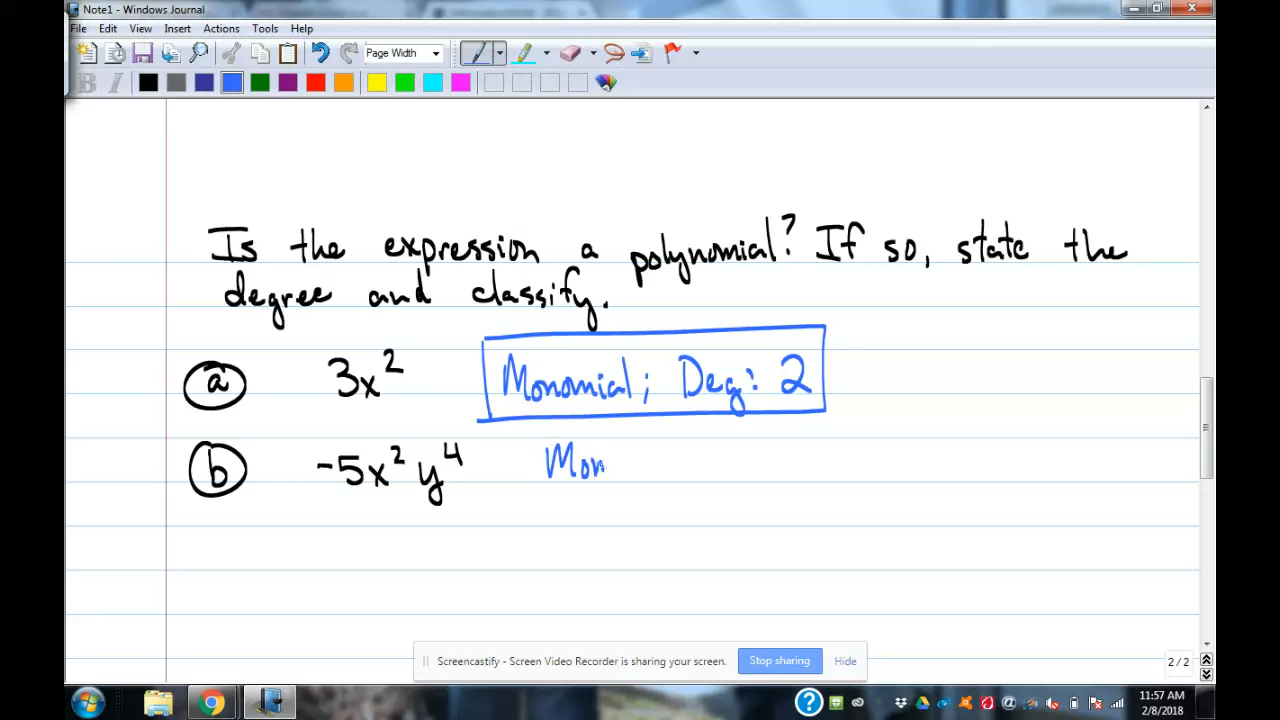 Note1 - Windows Journal
File Edit View Insert Actions Tools Help
Page Width
B I
Is the expression a polynomial? If so, state the
degree and classify.
a 3x² Monomial; Deg: 2
b -5x² y⁴ Mon
Screencastify - Screen Video Recorder is sharing your screen. Stop sharing Hide
2 / 2
11:57 AM
2/8/2018